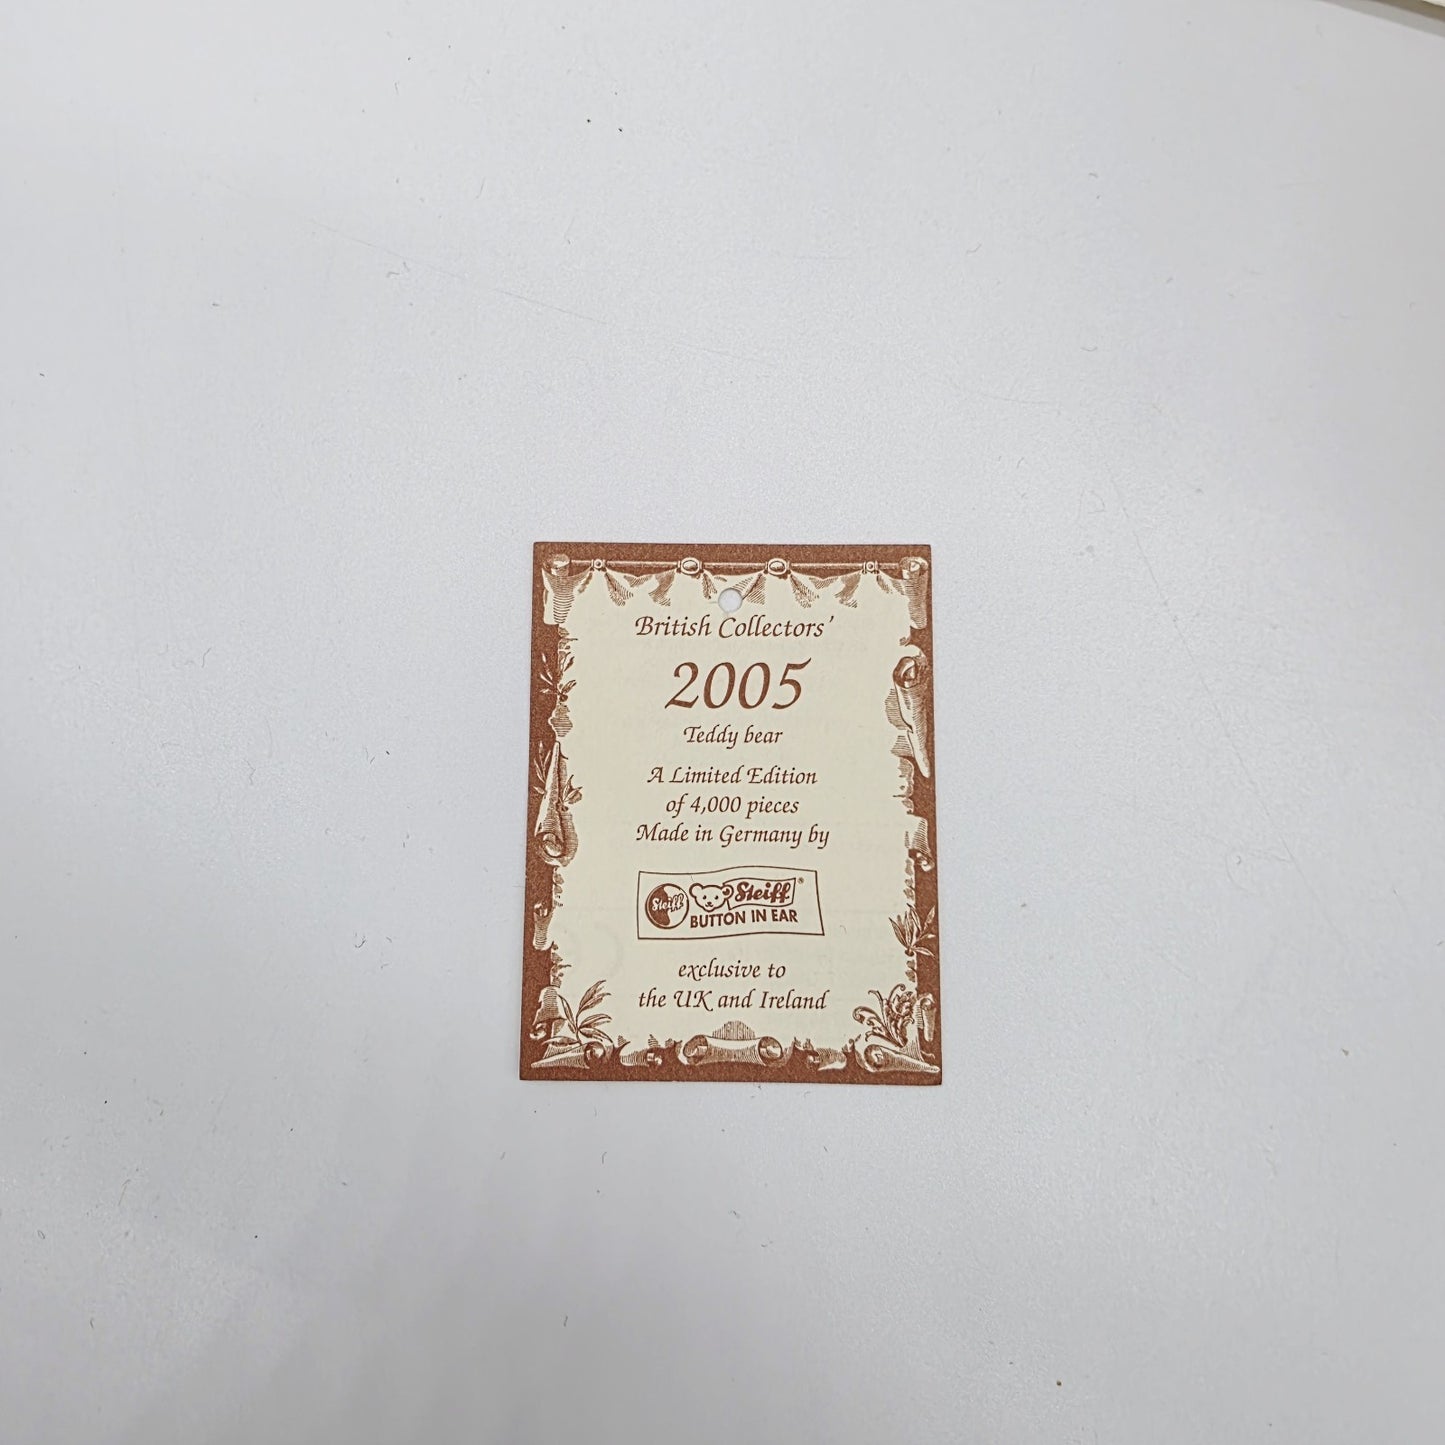 British Collectors'
2005
Teddy bear
A Limited Edition
of 4,000 pieces
Made in Germany by
Steiff
Steiff®
BUTTON IN EAR
exclusive to
the UK and Ireland